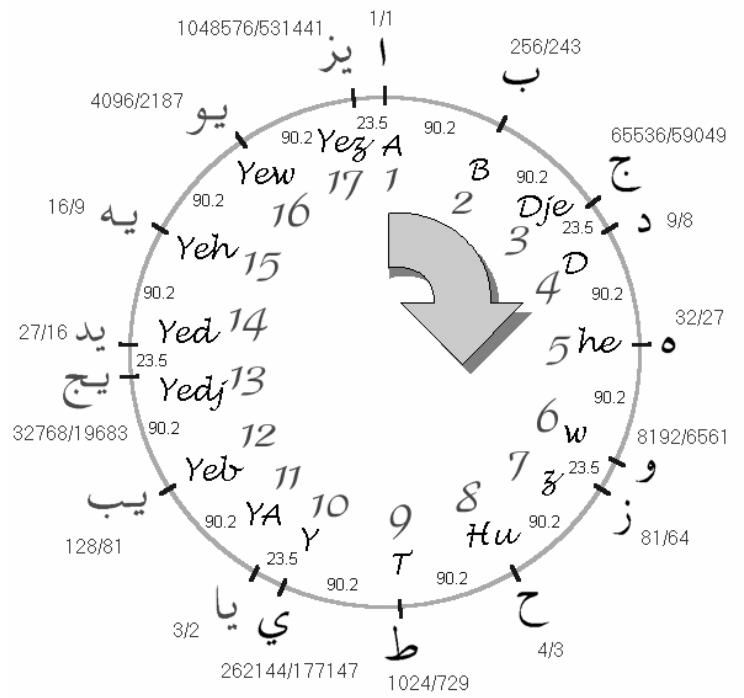 1/1
ا
A
1
90.2
256/243
ب
B
2
90.2
65536/59049
ج
Dje
3
23.5
9/8
د
D
4
90.2
32/27
ه
he
5
90.2
8192/6561
و
w
6
23.5
81/64
ز
z
7
90.2
4/3
ح
Hu
8
90.2
1024/729
ط
T
9
90.2
262144/177147
ي
Y
10
23.5
3/2
يا
YA
11
90.2
128/81
يب
Yeb
12
90.2
32768/19683
يج
Yedj
13
23.5
27/16
يد
Yed
14
90.2
16/9
يه
Yeh
15
90.2
4096/2187
يو
Yew
16
90.2
1048576/531441
يز
Yez
17
23.5